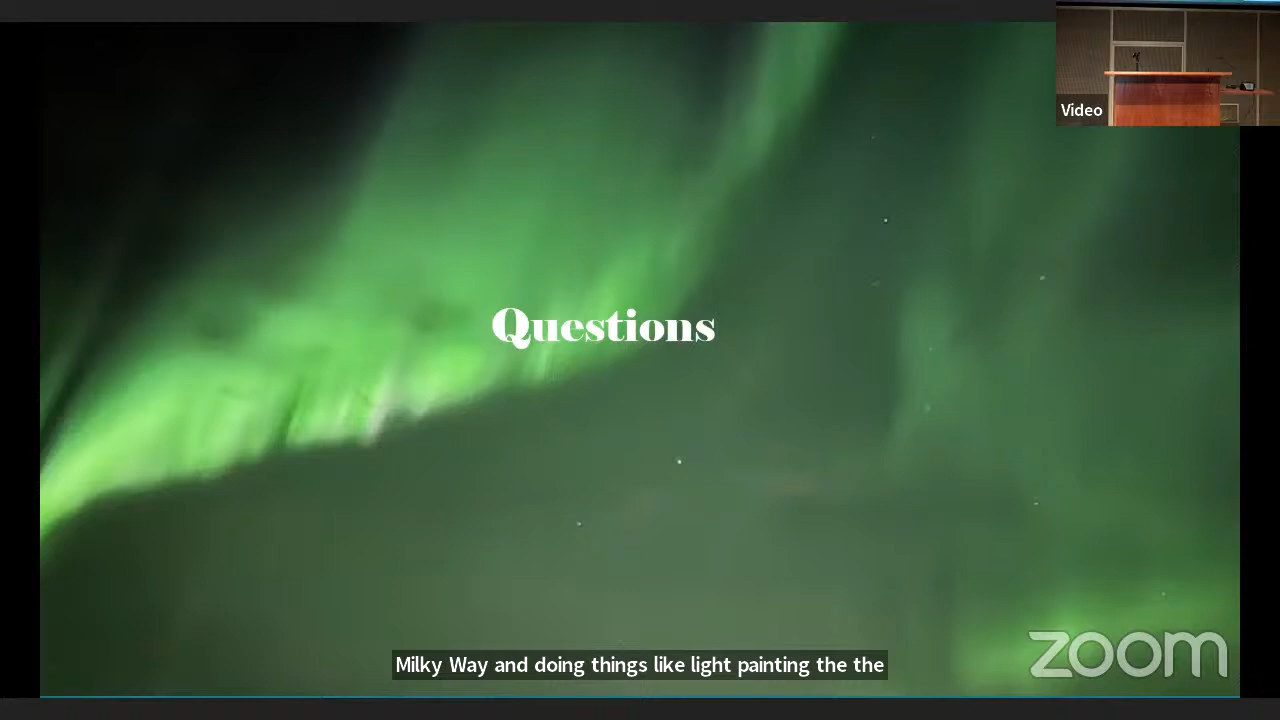 Video
Questions
Milky Way and doing things like light painting the the
zoom